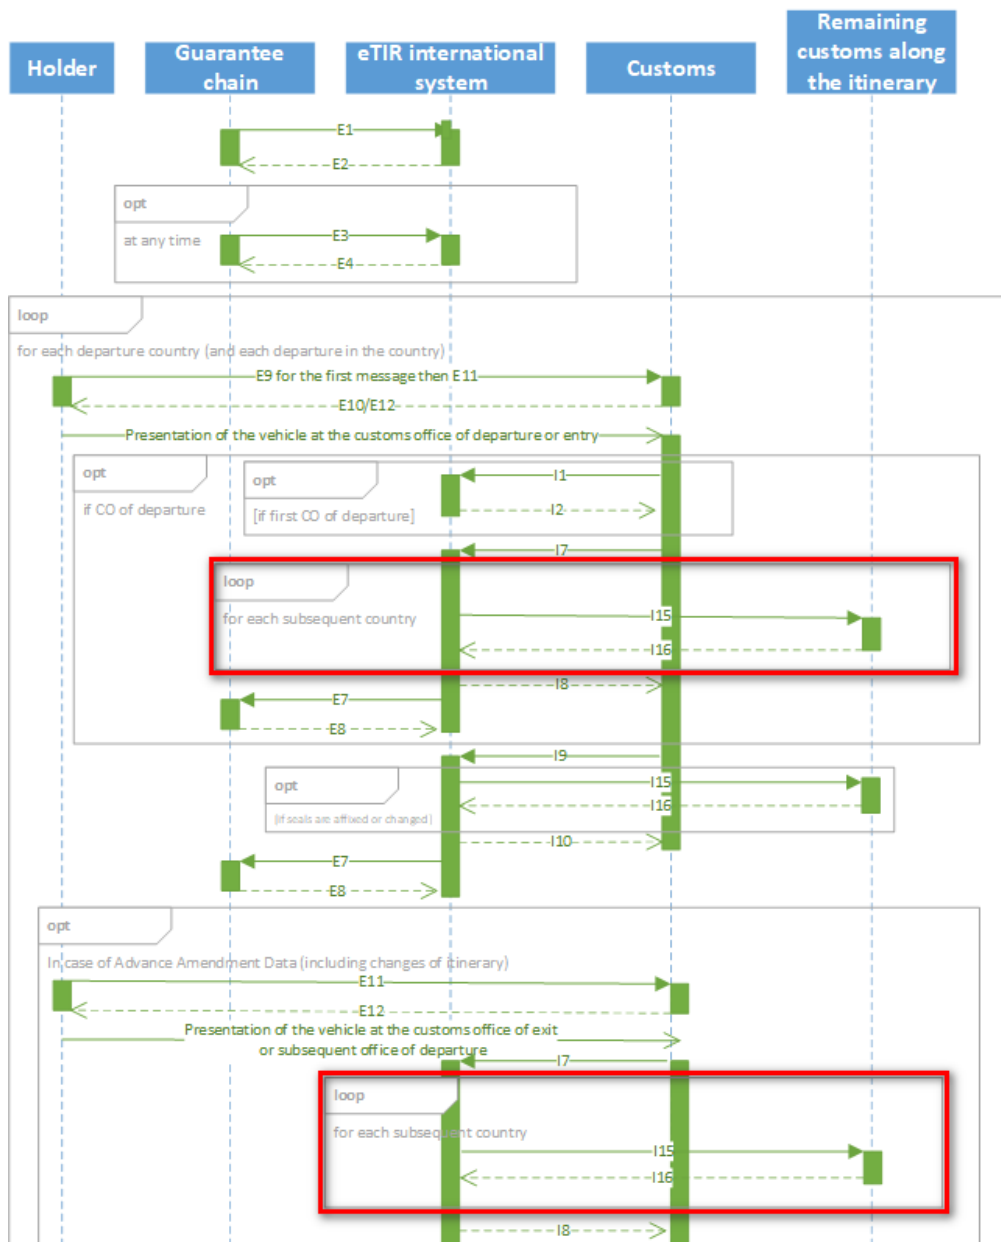 Holder
Guarantee
chain
eTIR international
system
Customs
Remaining
customs along
the itinerary
E1
E2
opt
at any time
E3
E4
loop
for each departure country (and each departure in the country)
E9 for the first message then E11
E10/E12
Presentation of the vehicle at the customs office of departure or entry
opt
if CO of departure
opt
[if first CO of departure]
I1
I2
I7
loop
for each subsequent country
I15
I16
I8
E7
E8
I9
opt
[if seals are affixed or changed]
I15
I16
I10
E7
E8
opt
In case of Advance Amendment Data (including changes of itinerary)
E11
E12
Presentation of the vehicle at the customs office of exit
or subsequent office of departure
I7
loop
for each subsequent country
I15
I16
I8